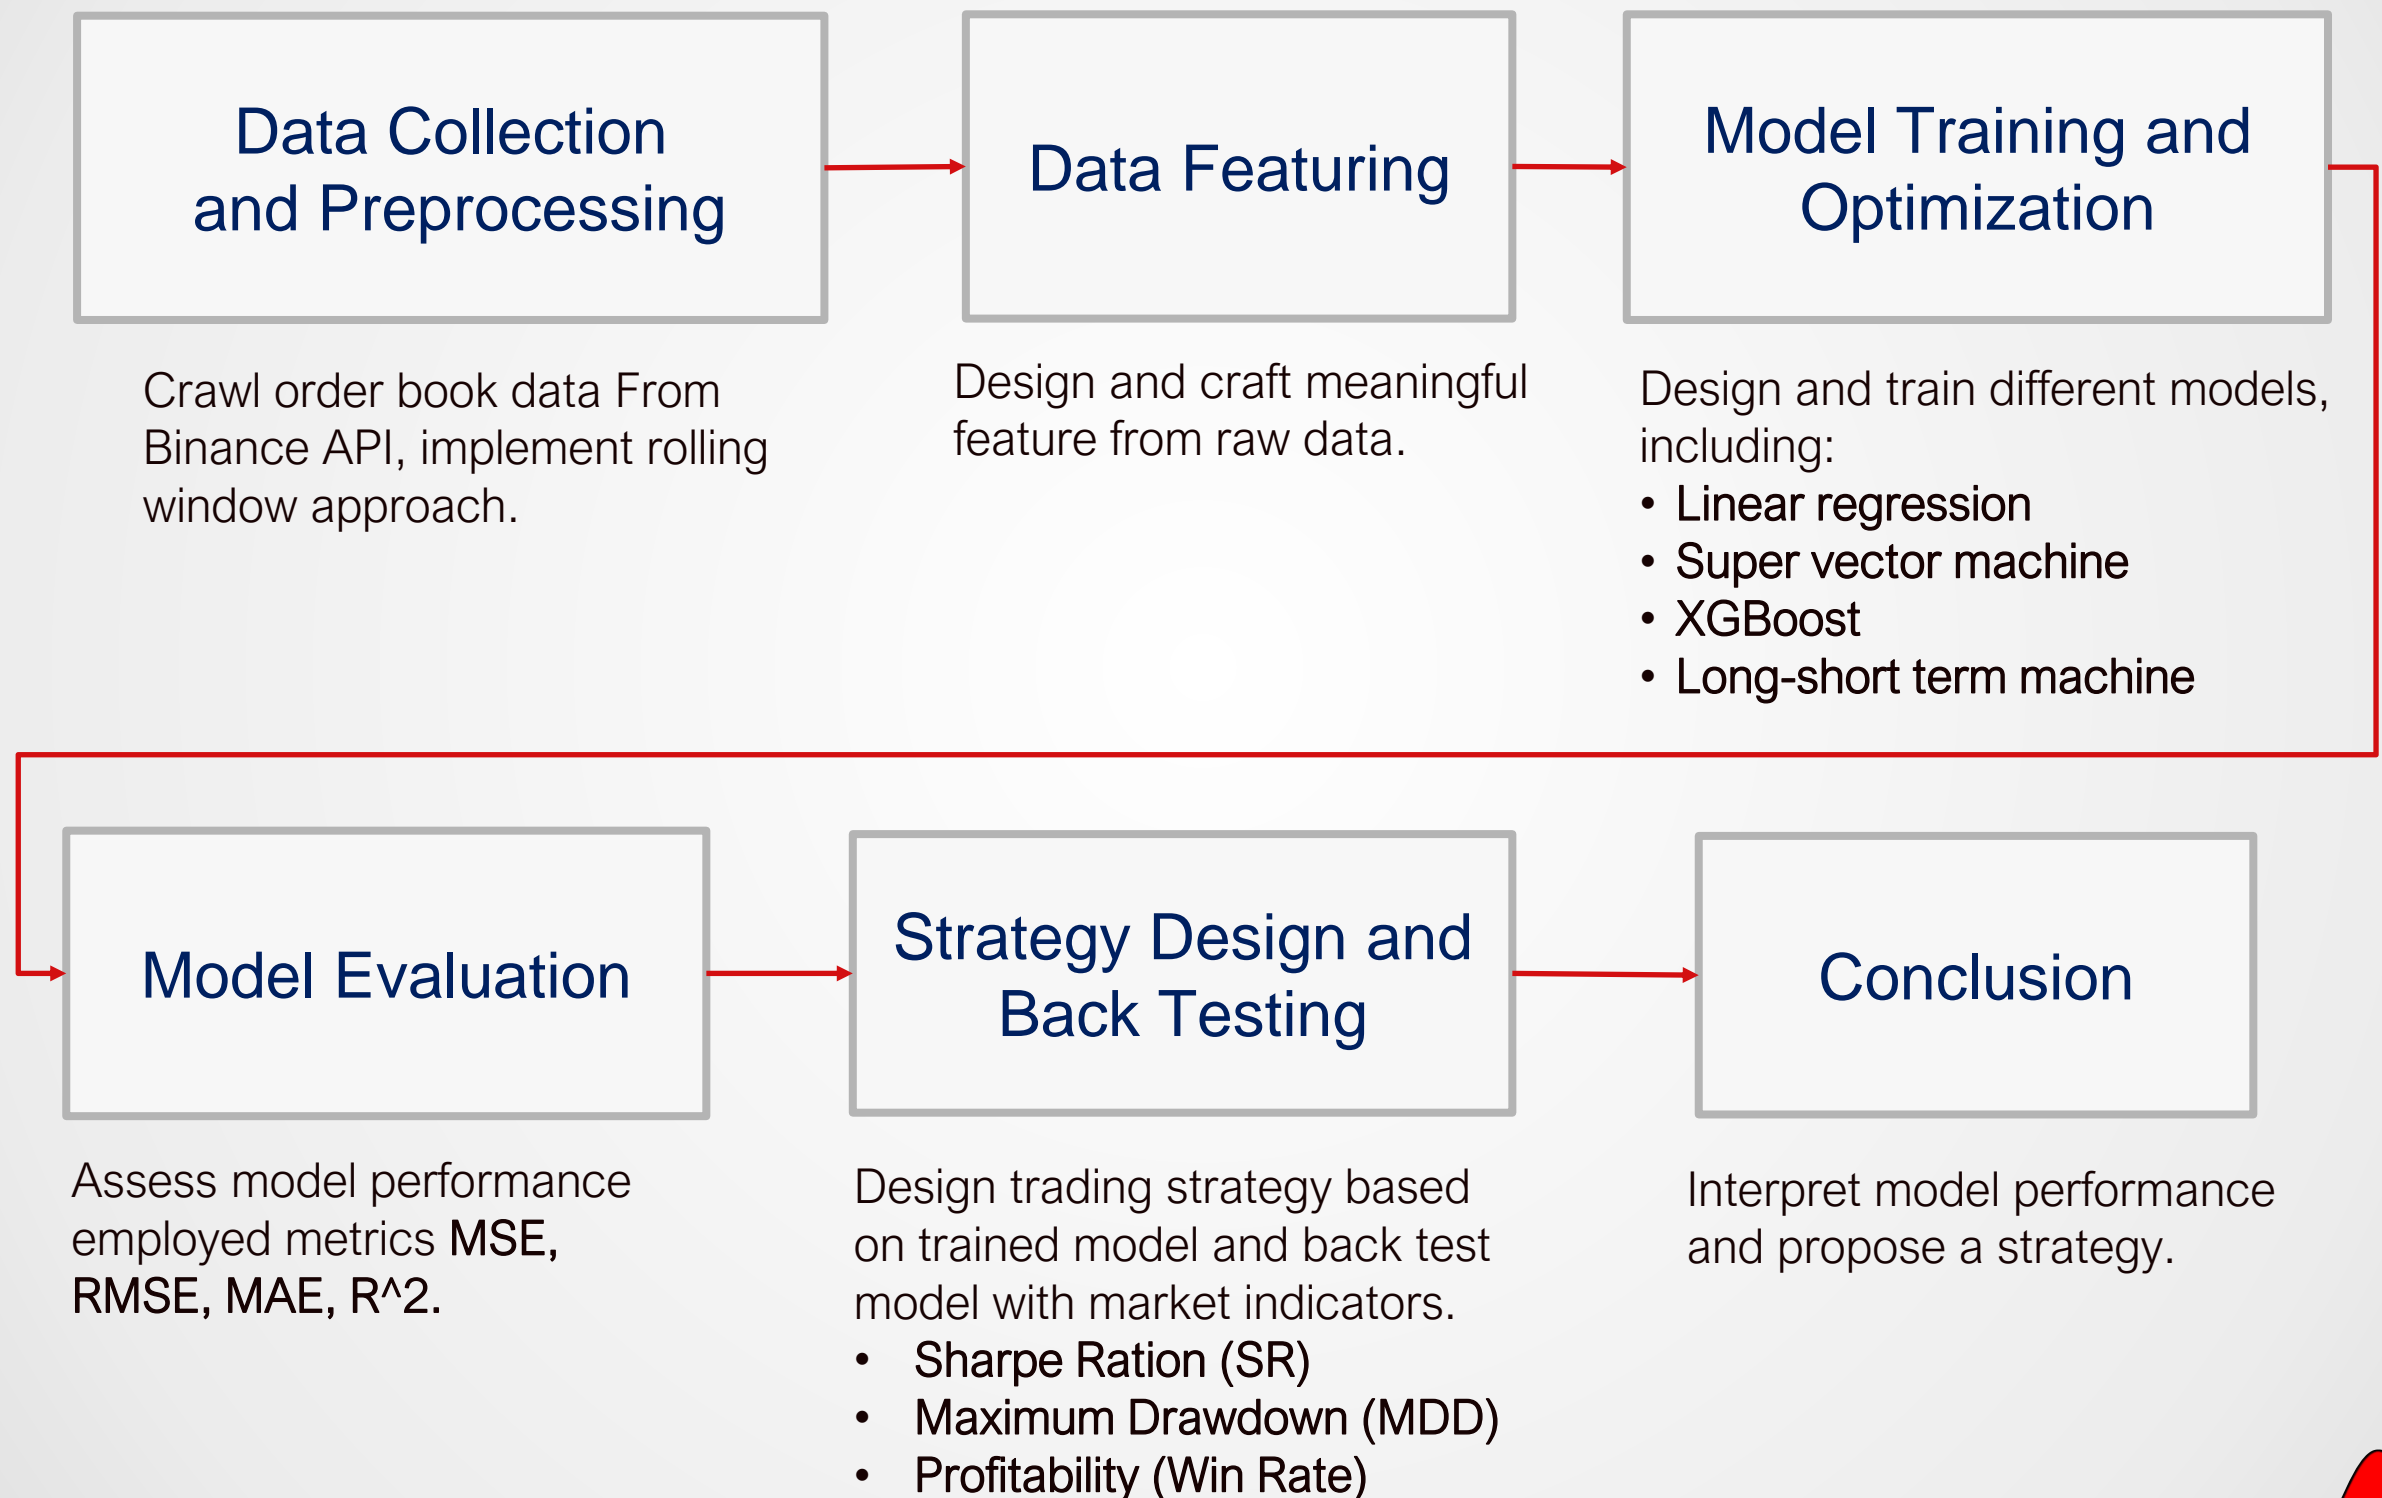 Data Collection
and Preprocessing
Data Featuring
Model Training and
Optimization
Crawl order book data From
Binance API, implement rolling
window approach.
Design and craft meaningful
feature from raw data.
Design and train different models,
including:
• Linear regression
• Super vector machine
• XGBoost
• Long-short term machine
Model Evaluation
Strategy Design and
Back Testing
Conclusion
Assess model performance
employed metrics MSE,
RMSE, MAE, R^2.
Design trading strategy based
on trained model and back test
model with market indicators.
• Sharpe Ration (SR)
• Maximum Drawdown (MDD)
• Profitability (Win Rate)
Interpret model performance
and propose a strategy.